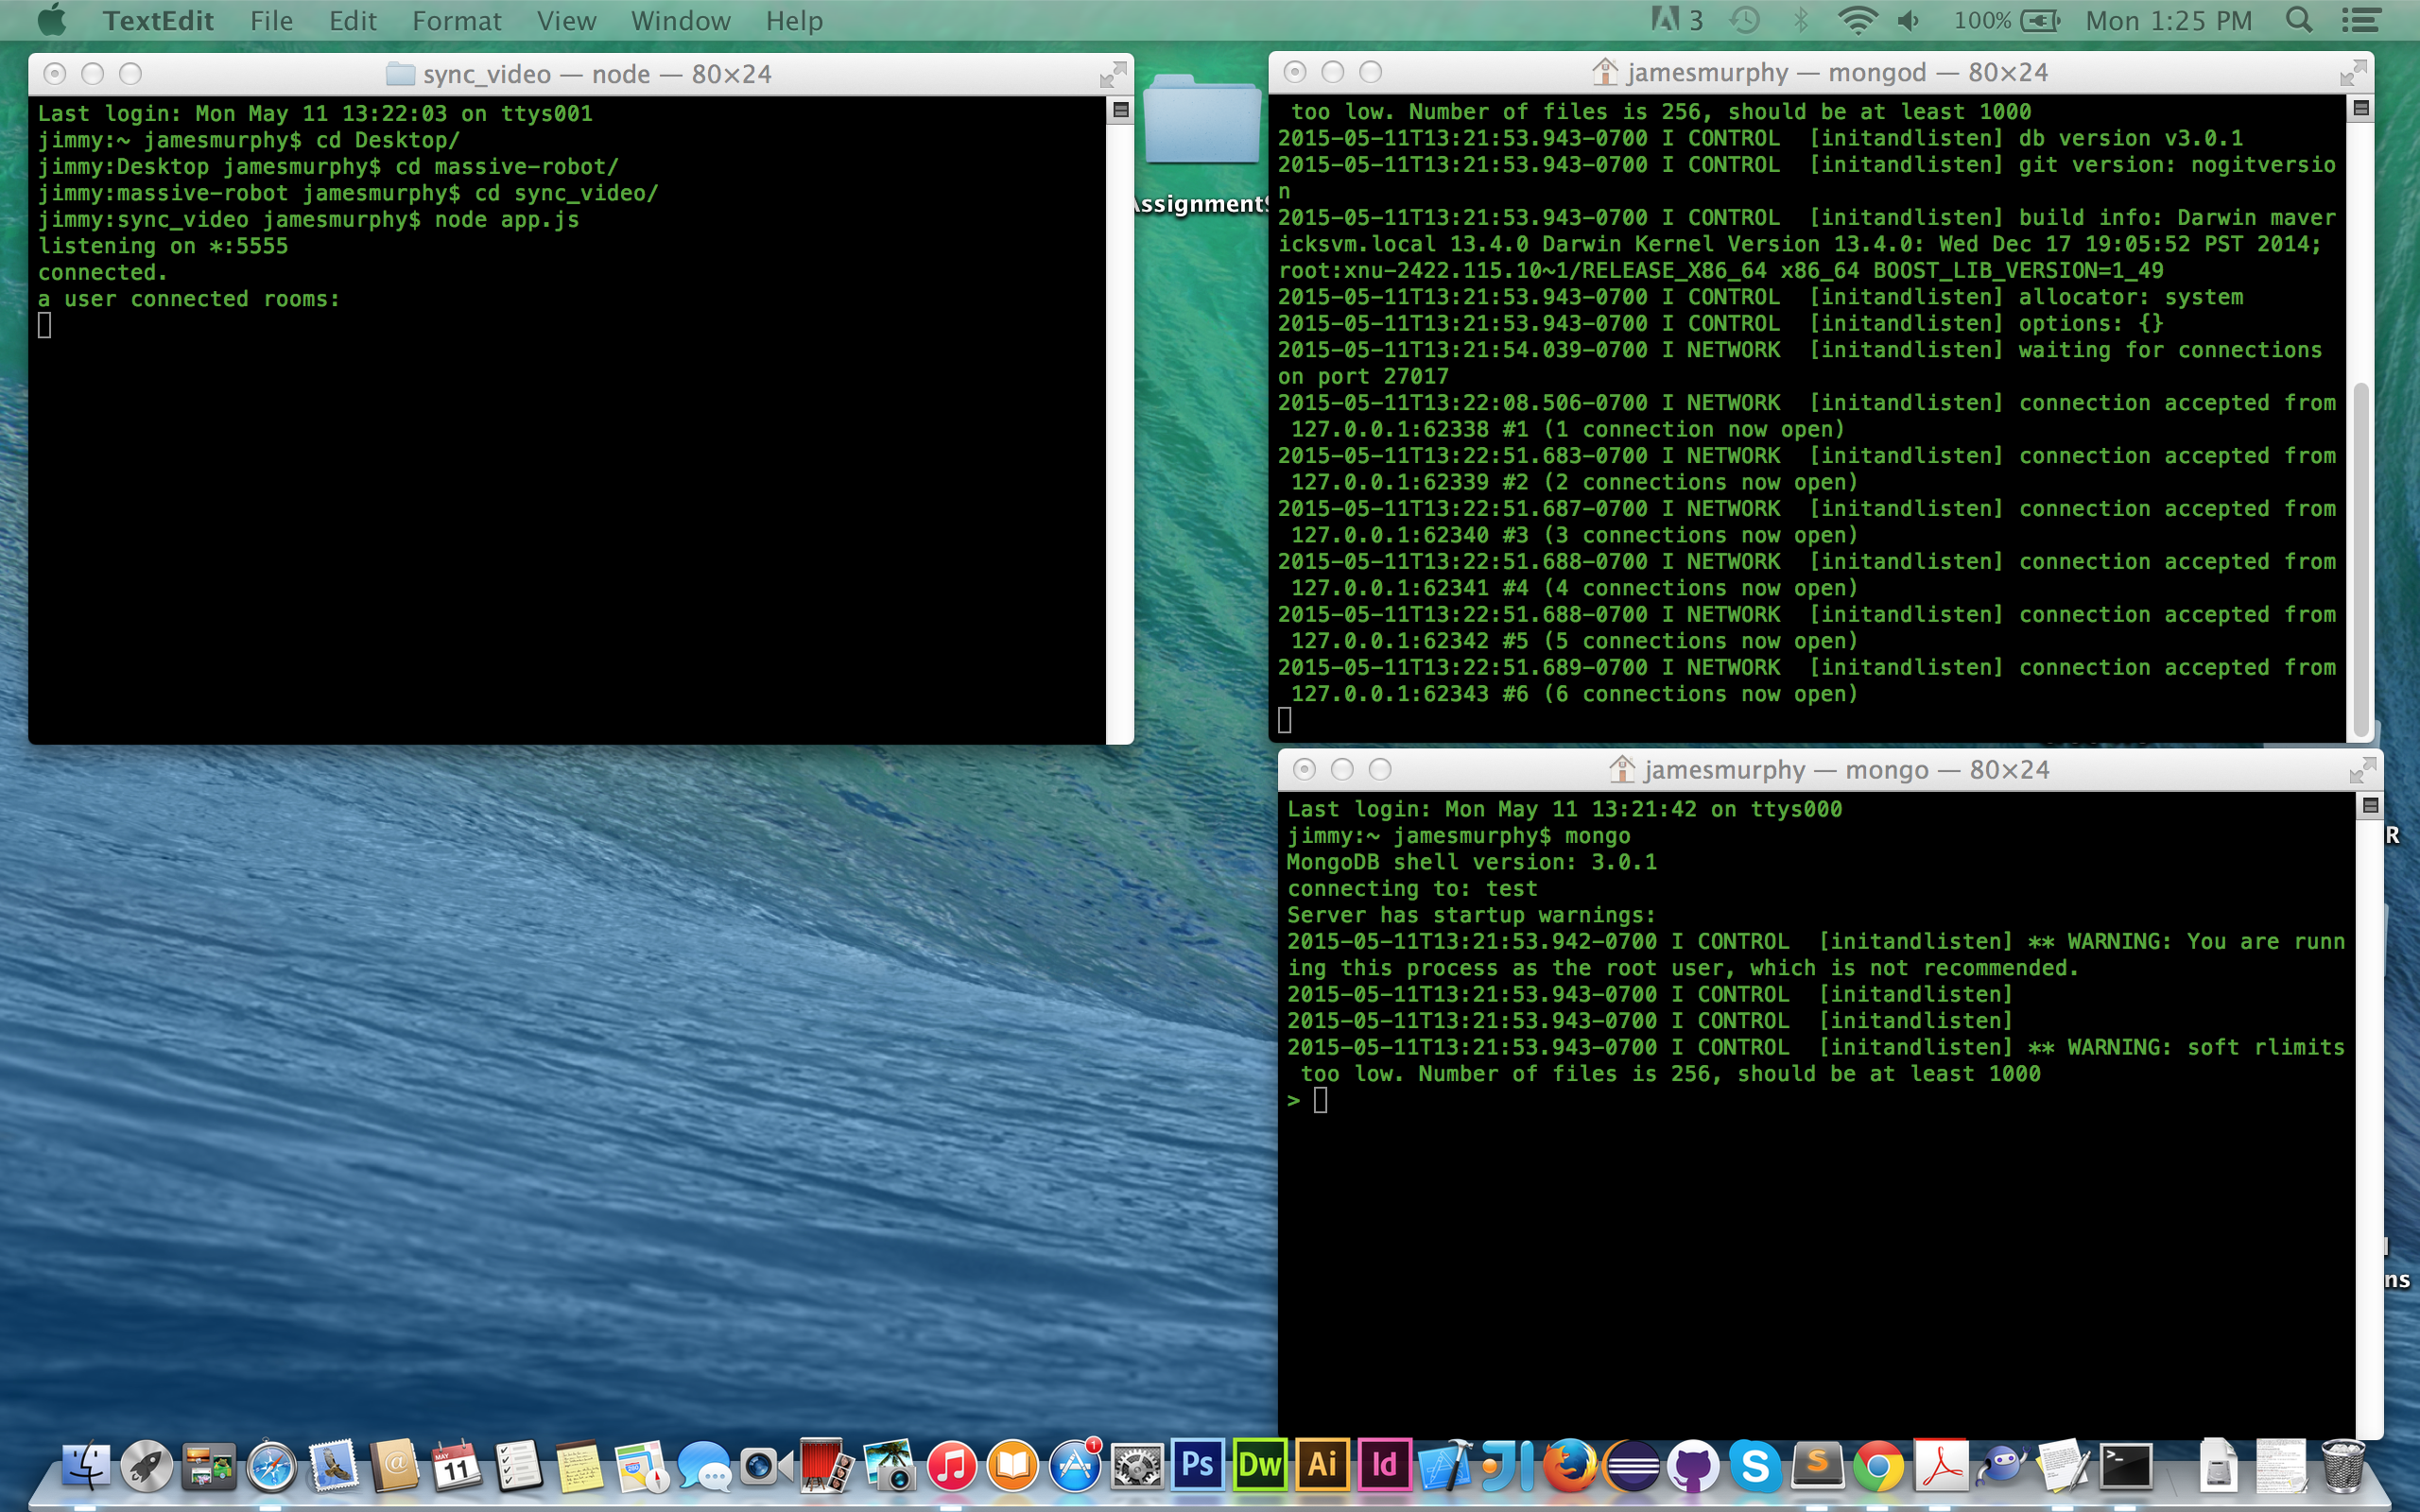 TextEdit File Edit Format View Window Help 3 100% Mon 1:25 PM
sync_video — node — 80×24
Last login: Mon May 11 13:22:03 on ttys001
jimmy:~ jamesmurphy$ cd Desktop/
jimmy:Desktop jamesmurphy$ cd massive-robot/
jimmy:massive-robot jamesmurphy$ cd sync_video/
jimmy:sync_video jamesmurphy$ node app.js
listening on *:5555
connected.
a user connected rooms:
AssignmentS
jamesmurphy — mongod — 80×24
too low. Number of files is 256, should be at least 1000
2015-05-11T13:21:53.943-0700 I CONTROL  [initandlisten] db version v3.0.1
2015-05-11T13:21:53.943-0700 I CONTROL  [initandlisten] git version: nogitversio
n
2015-05-11T13:21:53.943-0700 I CONTROL  [initandlisten] build info: Darwin maver
icksvm.local 13.4.0 Darwin Kernel Version 13.4.0: Wed Dec 17 19:05:52 PST 2014;
root:xnu-2422.115.10~1/RELEASE_X86_64 x86_64 BOOST_LIB_VERSION=1_49
2015-05-11T13:21:53.943-0700 I CONTROL  [initandlisten] allocator: system
2015-05-11T13:21:53.943-0700 I CONTROL  [initandlisten] options: {}
2015-05-11T13:21:54.039-0700 I NETWORK  [initandlisten] waiting for connections
on port 27017
2015-05-11T13:22:08.506-0700 I NETWORK  [initandlisten] connection accepted from
127.0.0.1:62338 #1 (1 connection now open)
2015-05-11T13:22:51.683-0700 I NETWORK  [initandlisten] connection accepted from
127.0.0.1:62339 #2 (2 connections now open)
2015-05-11T13:22:51.687-0700 I NETWORK  [initandlisten] connection accepted from
127.0.0.1:62340 #3 (3 connections now open)
2015-05-11T13:22:51.688-0700 I NETWORK  [initandlisten] connection accepted from
127.0.0.1:62341 #4 (4 connections now open)
2015-05-11T13:22:51.688-0700 I NETWORK  [initandlisten] connection accepted from
127.0.0.1:62342 #5 (5 connections now open)
2015-05-11T13:22:51.689-0700 I NETWORK  [initandlisten] connection accepted from
127.0.0.1:62343 #6 (6 connections now open)
jamesmurphy — mongo — 80×24
Last login: Mon May 11 13:21:42 on ttys000
jimmy:~ jamesmurphy$ mongo
MongoDB shell version: 3.0.1
connecting to: test
Server has startup warnings:
2015-05-11T13:21:53.942-0700 I CONTROL  [initandlisten] ** WARNING: You are runn
ing this process as the root user, which is not recommended.
2015-05-11T13:21:53.943-0700 I CONTROL  [initandlisten]
2015-05-11T13:21:53.943-0700 I CONTROL  [initandlisten]
2015-05-11T13:21:53.943-0700 I CONTROL  [initandlisten] ** WARNING: soft rlimits
too low. Number of files is 256, should be at least 1000
>
R
ns
MAY 11 1 Ps Dw Ai Id S S >_